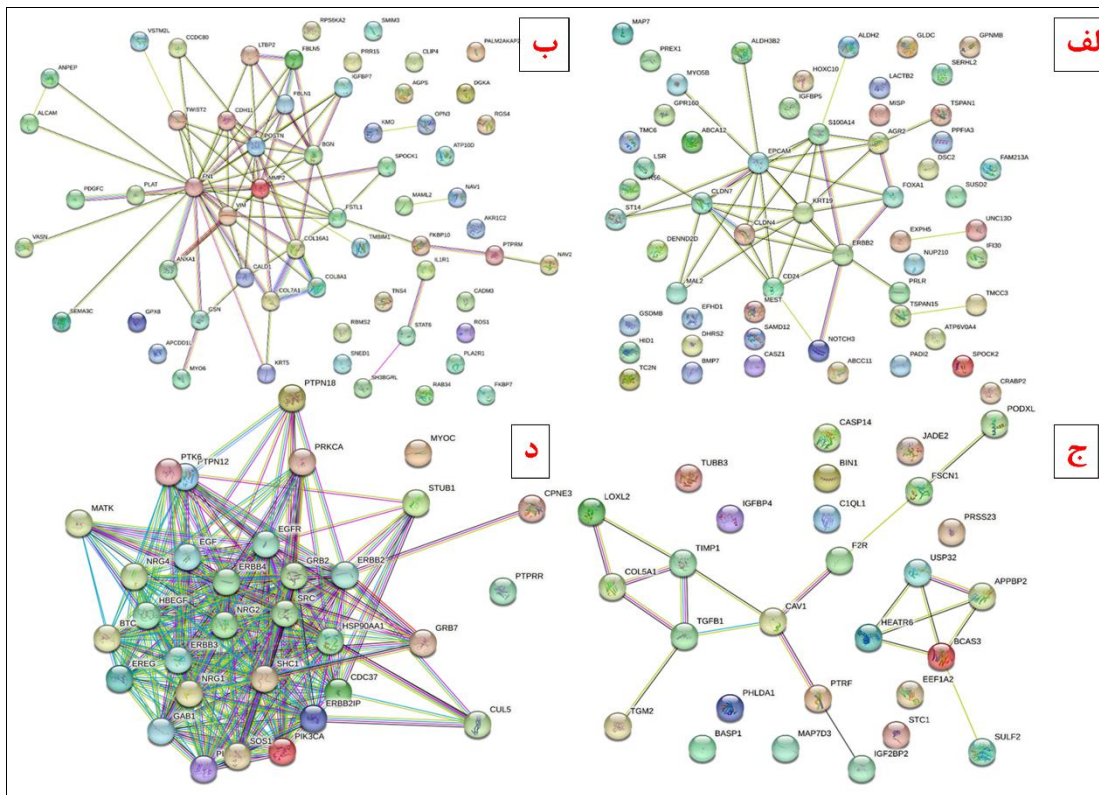 ب
RPS6KA2
SMIM3
VSTM2L
CCDC80
LTBP2
FBLN5
PRR15
CLIP4
PALM2AKAP2
ANPEP
IGFBP7
AGPS
DGKA
TWIST2
CDH11
FBLN1
ALCAM
POSTN
KMO
OPN3
ROS4
BGN
ATP10D
FN1
SPOCK1
MMP2
PDGFC
PLAT
MAML2
NAV1
VIM
FSTL1
AKR1C2
VASN
COL16A1
TMBIM1
FKBP10
PTPRM
ANXA1
CALD1
IL1R1
NAV2
COL7A1
COL8A1
CADM3
SEMA3C
GPX8
GSN
TNS4
RBMS2
STAT6
ROS1
APCDD1L
SNED1
PLA2R1
MYO6
KRT5
SH3BGRL
RAB34
FKBP7
الف
MAP7
ALDH3B2
ALDH2
GLDC
GPNMB
PREX1
HOXC10
SERHL2
MYO5B
LACTB2
IGFBP5
GPR160
S100A14
MISP
TSPAN1
TMC6
ABCA12
AGR2
PPFIA3
EPCAM
DSC2
FAM213A
LSR
CLDN7
FOXA1
KRT19
SUSD2
ST14
CLDN4
UNC13D
EXPH5
DENND2D
ERBB2
NUP210
IFI30
CD24
MAL2
PRLR
MEST
TSPAN15
TMCC3
GSDMB
EFHD1
ATP6V0A4
DHRS2
SAMD12
NOTCH3
HID1
PADI2
SPOCK2
TC2N
BMP7
CASZ1
ABCC11
CRABP2
د
PTPN18
PRKCA
MYOC
PTK6
PTPN12
STUB1
CPNE3
MATK
EGFR
EGF
GRB2
ERBB2
NRG4
ERBB4
PTPRR
HBEGF
NRG2
SRC
BTC
HSP90AA1
GRB7
ERBB3
EREG
SHC1
CDC37
NRG1
ERBB2IP
CUL5
GAB1
SOS1
PIK3CA
ج
PODXL
CASP14
JADE2
TUBB3
BIN1
FSCN1
LOXL2
IGFBP4
C1QL1
PRSS23
TIMP1
F2R
USP32
COL5A1
APPBP2
CAV1
TGFB1
HEATR6
BCAS3
EEF1A2
PHLDA1
PTRF
STC1
TGM2
BASP1
MAP7D3
SULF2
IGF2BP2